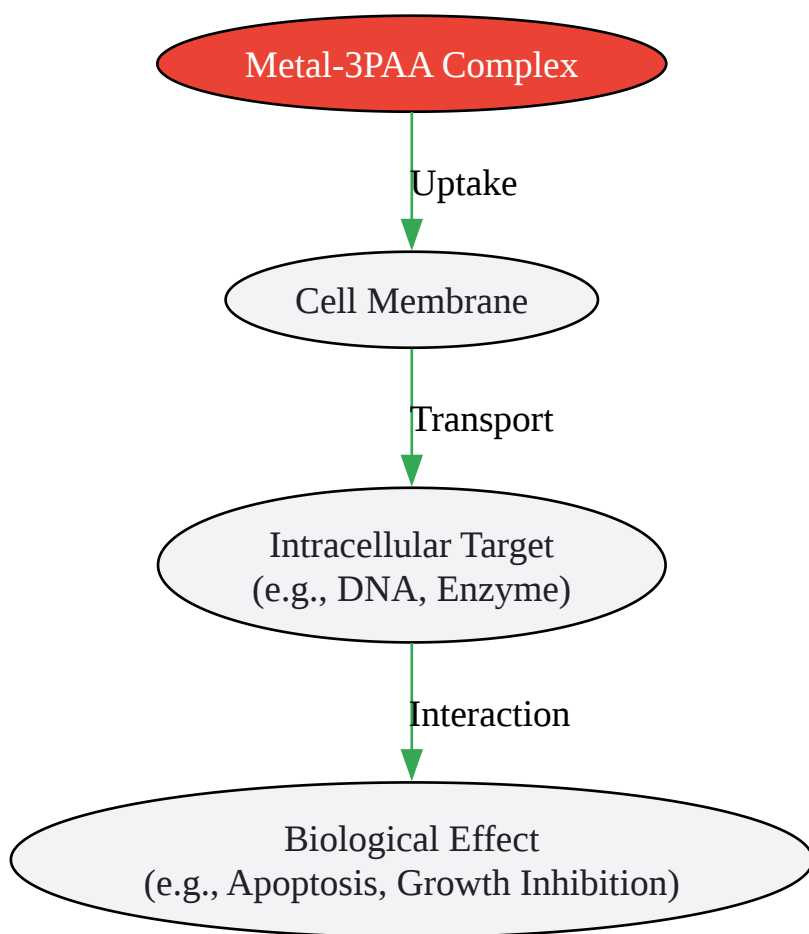 Metal-3PAA Complex
Uptake
Cell Membrane
Transport
Intracellular Target
(e.g., DNA, Enzyme)
Interaction
Biological Effect
(e.g., Apoptosis, Growth Inhibition)